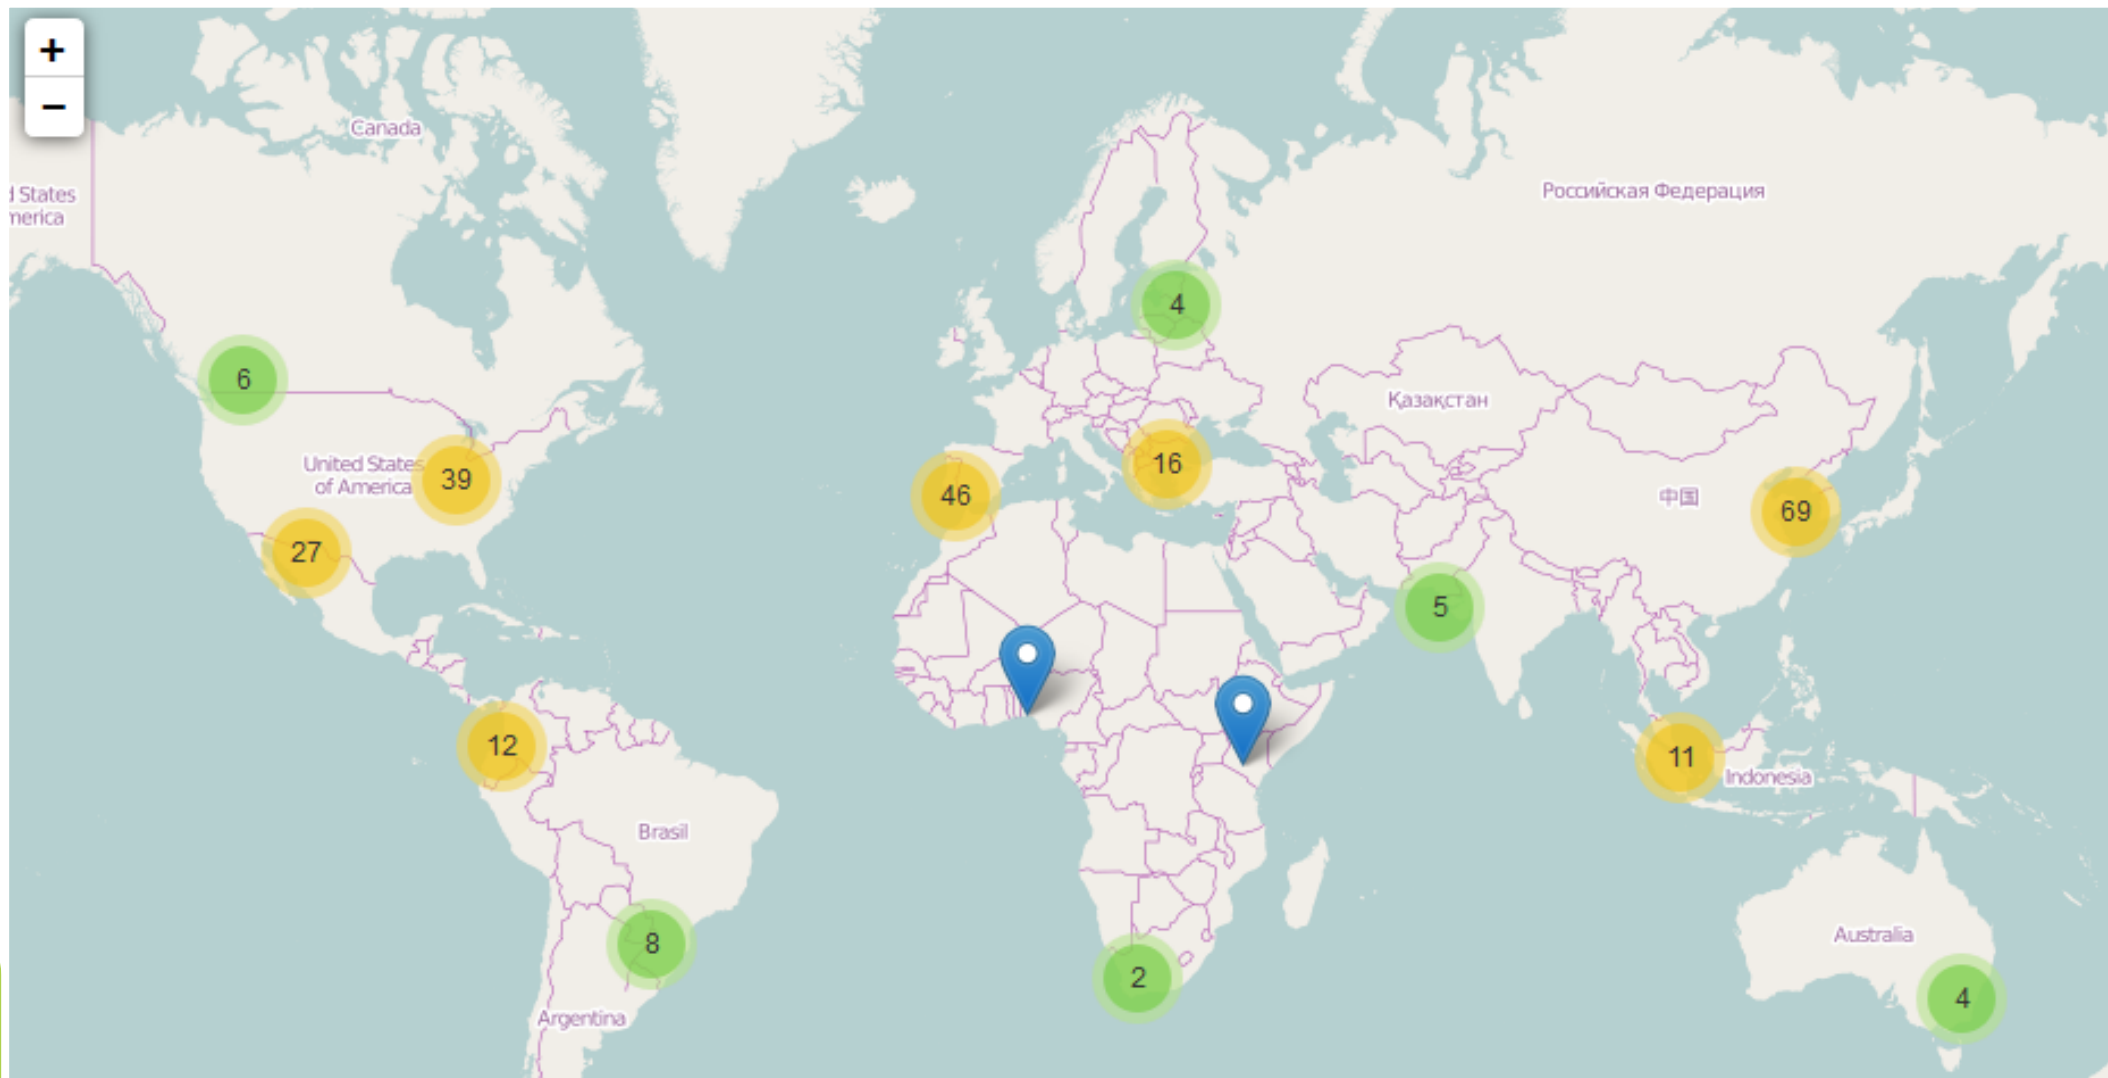 +
−
Canada
d States
merica
Российская Федерация
4
6
Қазақстан
United States
of America
39
16
46
中国
69
27
5
12
11
Indonesia
Brasil
8
Australia
2
4
Argentina